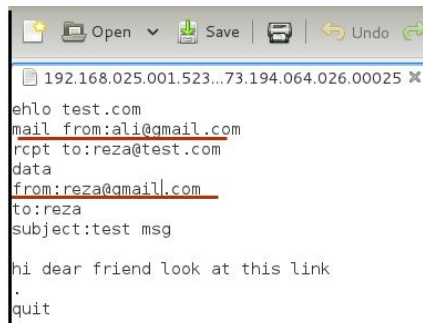 Open Save Undo
192.168.025.001.523...73.194.064.026.00025
ehlo test.com
mail from:ali@gmail.com
rcpt to:reza@test.com
data
from:reza@gmail.com
to:reza
subject:test msg
hi dear friend look at this link
.
quit